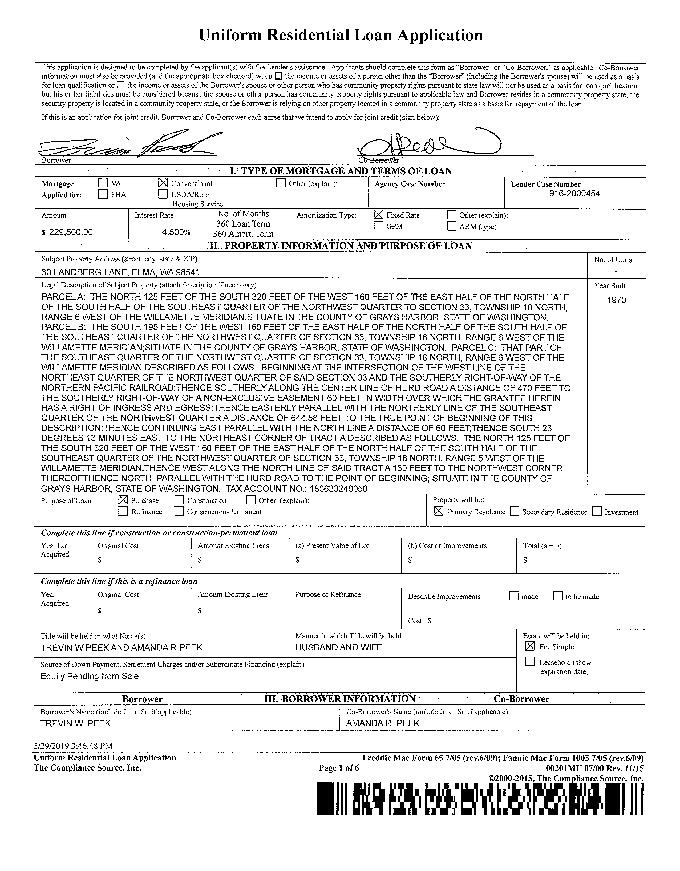 Uniform Residential Loan Application
This application is designed to be completed by the applicant(s) with the Lender's assistance. Applicants should complete this form as "Borrower" or "Co-Borrower" as applicable. Co-Borrower
information must also be provided (and the appropriate box checked) when the income or assets of a person other than the "Borrower" (including the Borrower's spouse) will be used as a basis
for loan qualification or the income or assets of the Borrower's spouse or other person who has community property rights pursuant to state law will not be used as a basis for loan qualification
but his or her liabilities must be considered because the spouse or other person has community property rights pursuant to applicable law and Borrower resides in a community property state, the
security property is located in a community property state, or the Borrower is relying on other property located in a community property state as a basis for repayment of the loan.
If this is an application for joint credit, Borrower and Co-Borrower each agree that we intend to apply for joint credit (sign below):
Borrower Co-Borrower
I. TYPE OF MORTGAGE AND TERMS OF LOAN
Mortgage VA Conventional Other (explain): Agency Case Number Lender Case Number
Applied for: FHA USDA/Rural
Housing Service
916-2000454
Amount Interest Rate No. of Months Amortization Type: Fixed Rate Other (explain):
360 Loan Term
$ 229,500.00 4.500% 360 Amort. Term GPM ARM (type):
II. PROPERTY INFORMATION AND PURPOSE OF LOAN
Subject Property Address (street, city, state & ZIP) No. of Units
30 LANDBERG LANE, ELMA, WA 98541
Legal Description of Subject Property (attach description if necessary) Year Built
1970
PARCEL A: THE NORTH 125 FEET OF THE SOUTH 320 FEET OF THE WEST 160 FEET OF THE EAST HALF OF THE NORTH HALF
OF THE SOUTH HALF OF THE SOUTHEAST QUARTER OF THE NORTHWEST QUARTER TO SECTION 33, TOWNSHIP 18 NORTH,
RANGE 6 WEST OF THE WILLAMETTE MERIDIAN; SITUATE IN THE COUNTY OF GRAYS HARBOR, STATE OF WASHINGTON.
PARCEL B: THE SOUTH 195 FEET OF THE WEST 160 FEET OF THE EAST HALF OF THE NORTH HALF OF THE SOUTH HALF OF
THE SOUTHEAST QUARTER OF THE NORTHWEST QUARTER OF SECTION 33, TOWNSHIP 18 NORTH, RANGE 6 WEST OF THE
WILLAMETTE MERIDIAN; SITUATE IN THE COUNTY OF GRAYS HARBOR, STATE OF WASHINGTON. PARCEL C: THAT PART OF
THE SOUTHEAST QUARTER OF THE NORTHWEST QUARTER OF SECTION 33, TOWNSHIP 18 NORTH, RANGE 6 WEST OF THE
WILLAMETTE MERIDIAN DESCRIBED AS FOLLOWS: BEGINNING AT THE INTERSECTION OF THE WEST LINE OF THE
NORTHEAST QUARTER OF THE NORTHWEST QUARTER OF SAID SECTION 33 AND THE SOUTHERLY RIGHT-OF-WAY OF THE
NORTHERN PACIFIC RAILROAD; THENCE SOUTHERLY ALONG THE CENTER LINE OF HURD ROAD A DISTANCE OF 470 FEET TO
THE SOUTHERLY RIGHT-OF-WAY OF A NON-EXCLUSIVE EASEMENT 60 FEET IN WIDTH OVER WHICH THE GRANTEE HEREIN
HAS A RIGHT OF INGRESS AND EGRESS; THENCE EASTERLY PARALLEL WITH THE NORTHERLY LINE OF THE SOUTHEAST
QUARTER OF THE NORTHWEST QUARTER A DISTANCE OF FEET TO THE TRUE POINT OF BEGINNING OF THIS
DESCRIPTION; THENCE CONTINUING EAST PARALLEL WITH THE NORTH LINE A DISTANCE OF 60 FEET; THENCE SOUTH 23
DEGREES MINUTES EAST TO THE NORTHEAST CORNER OF TRACT A DESCRIBED AS FOLLOWS: THE NORTH 125 FEET OF
THE SOUTH 320 FEET OF THE WEST 160 FEET OF THE EAST HALF OF THE NORTH HALF OF THE SOUTH HALF OF THE
SOUTHEAST QUARTER OF THE NORTHWEST QUARTER OF SECTION 33, TOWNSHIP 18 NORTH, RANGE 6 WEST OF THE
WILLAMETTE MERIDIAN; THENCE WEST ALONG THE NORTH LINE OF SAID TRACT A 160 FEET TO THE NORTHWEST CORNER
THEREOF; THENCE NORTH PARALLEL WITH HURD ROAD TO THE POINT OF BEGINNING; SITUATE IN THE COUNTY OF
GRAYS HARBOR, STATE OF WASHINGTON. TAX ACCOUNT NO.:
Purpose of Loan Purchase Construction Other (explain): Property will be:
Refinance Construction-Permanent Primary Residence Secondary Residence Investment
Complete this line if construction or construction-permanent loan.
Year Lot Original Cost Amount Existing Liens (a) Present Value of Lot (b) Cost of Improvements Total (a + b)
Acquired
$ $ $ $ $
Complete this line if this is a refinance loan
Year Original Cost Amount Existing Liens Purpose of Refinance Describe Improvements made to be made
Acquired
$ $ Cost: $
Title will be held in what Name(s) Manner in which Title will be held Estate will be held in:
TREVIN W PEEK AND AMANDA R PEEK HUSBAND AND WIFE Fee Simple
Source of Down Payment, Settlement Charges and/or Subordinate Financing (explain) Leasehold (show
expiration date)
Equity Pending from Sale
Borrower III. BORROWER INFORMATION Co-Borrower
Borrower's Name (include Jr. or Sr. if applicable) Co-Borrower's Name (include Jr. or Sr. if applicable)
TREVIN W. PEEK AMANDA R. PEEK
5/29/2019 3:46:48 PM
Uniform Residential Loan Application Freddie Mac Form 65 7/05 (rev.6/09); Fannie Mae Form 1003 7/05 (rev.6/09)
The Compliance Source, Inc. Page 1 of 6 00201MU 07/00 Rev. 11/15
©2000-2015, The Compliance Source, Inc.